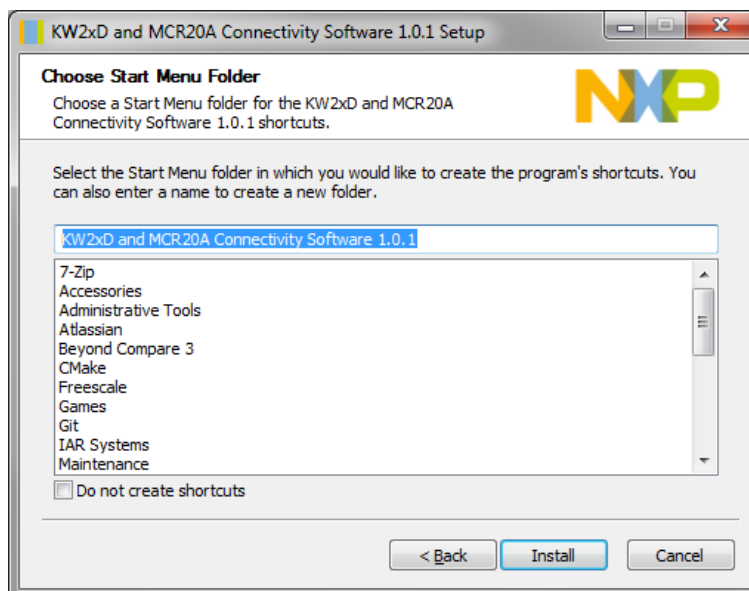 KW2xD and MCR20A Connectivity Software 1.0.1 Setup
Choose Start Menu Folder
Choose a Start Menu folder for the KW2xD and MCR20A
Connectivity Software 1.0.1 shortcuts.
NXP
Select the Start Menu folder in which you would like to create the program's shortcuts. You
can also enter a name to create a new folder.
KW2xD and MCR20A Connectivity Software 1.0.1
7-Zip
Accessories
Administrative Tools
Atlassian
Beyond Compare 3
CMake
Freescale
Games
Git
IAR Systems
Maintenance
Do not create shortcuts
< Back
Install
Cancel